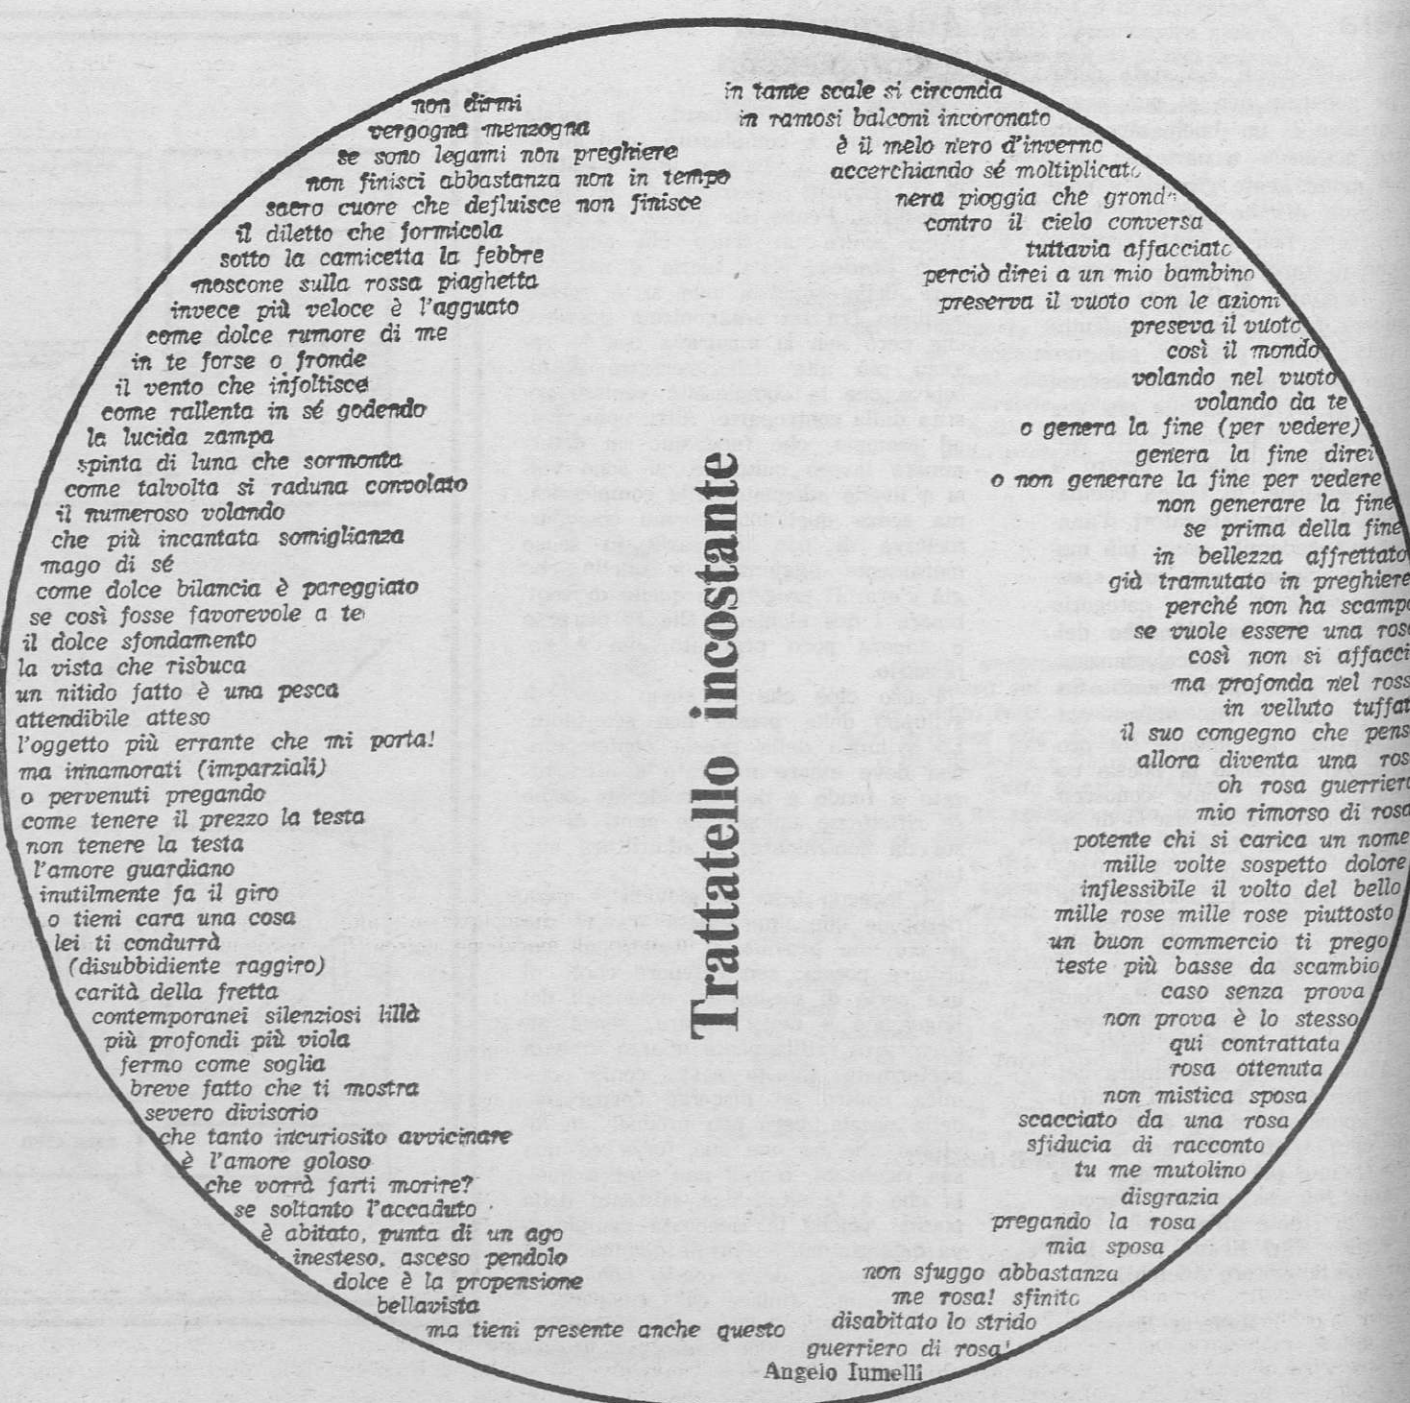 non dirmi
vergogna menzogna
se sono legami non preghiere
non finisci abbastanza non in tempo
sacro cuore che defluisce non finisce
il diletto che formicola
sotto la camicetta la febbre
moscone sulla rossa piaghetta
invece più veloce è l'agguato
come dolce rumore di me
in te forse o fronde
il vento che infoltisce
come rallenta in sé godendo
la lucida zampa
spinta di luna che sormonta
come talvolta si raduna convolato
il numeroso volando
che più incantata somiglianza
mago di sé
come dolce bilancia è pareggiato
se così fosse favorevole a te
il dolce sfondamento
la vista che risbuca
un nitido fatto è una pesca
attendibile atteso
l'oggetto più errante che mi porta!
ma innamorati (imparziali)
o pervenuti pregando
come tenere il prezzo la testa
non tenere la testa
l'amore guardiano
inutilmente fa il giro
o tieni cara una cosa
lei ti condurrà
(disubbidiente raggiro)
carità della fretta
contemporanei silenziosi lillà
più profondi più viola
fermo come soglia
breve fatto che ti mostra
severo divisorio
che tanto incuriosito avvicinare
è l'amore goloso
che vorrà farti morire?
se soltanto l'accaduto
è abitato, punta di un ago
inesteso, asceso pendolo
dolce è la propensione
bellavista
ma tieni presente anche questo
Trattatello incostante
in tante scale si circonda
in ramosi balconi incoronato
è il melo nero d'inverno
accerchiando sé moltiplicato
nera pioggia che gronda
contro il cielo conversa
tuttavia affacciato
perciò direi a un mio bambino
preserva il vuoto con le azioni
preseva il vuoto
così il mondo
volando nel vuoto
volando da te
o genera la fine (per vedere)
genera la fine direi
o non generare la fine per vedere
non generare la fine
se prima della fine
in bellezza affrettato
già tramutato in preghiere
perché non ha scampo
se vuole essere una rosa
così non si affacci
ma profonda nel ross
in velluto tuffat
il suo congegno che pens
allora diventa una ros
oh rosa guerriero
mio rimorso di rosa
potente chi si carica un nome
mille volte sospetto dolore
inflessibile il volto del bello
mille rose mille rose piuttosto
un buon commercio ti prego
teste più basse da scambio
caso senza prova
non prova è lo stesso
qui contrattata
rosa ottenuta
non mistica sposa
scacciato da una rosa
sfiducia di racconto
tu me mutolino
disgrazia
pregando la rosa
mia sposa
non sfuggo abbastanza
me rosa! sfinito
disabitato lo strido
guerriero di rosa!
Angelo Iumelli